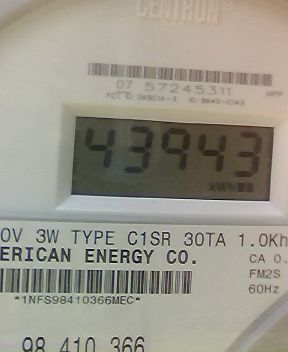 CENTRON®
07 57245311
43943
kWh
0V 3W TYPE C1SR 30TA 1.0Kh
ERICAN ENERGY CO.
CA 0.
FM2S
60Hz
*1NFS98410366MEC*
98 410 366